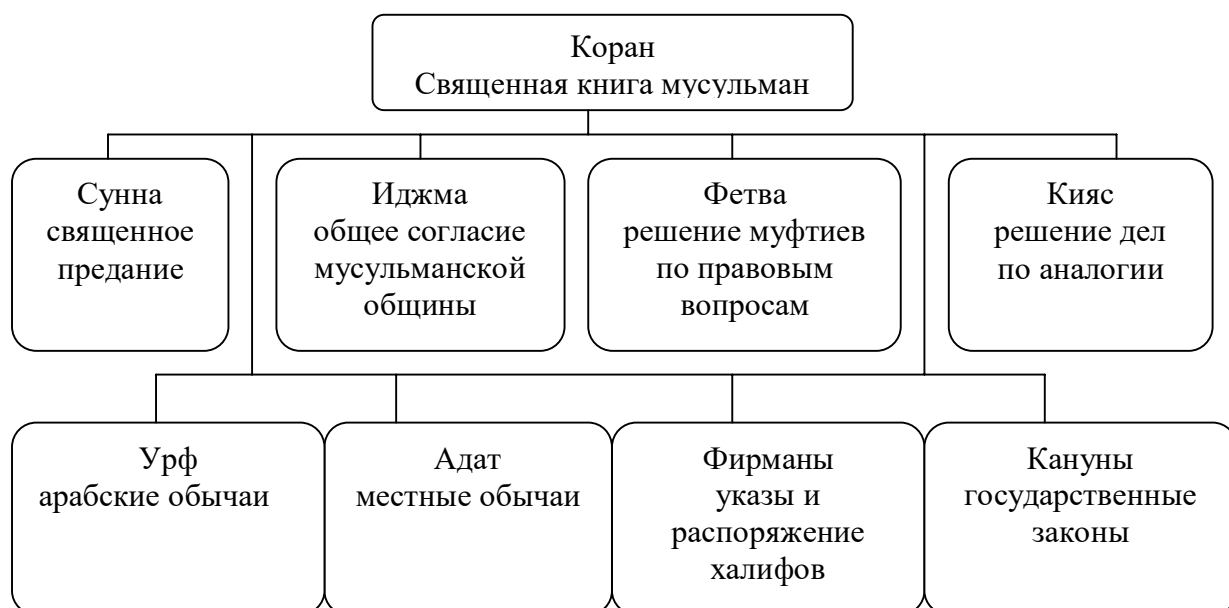 Коран
Священная книга мусульман
Сунна
священное
предание
Иджма
общее согласие
мусульманской
общины
Фетва
решение муфтиев
по правовым
вопросам
Кияс
решение дел
по аналогии
Урф
арабские обычаи
Адат
местные обычаи
Фирманы
указы и
распоряжение
халифов
Кануны
государственные
законы